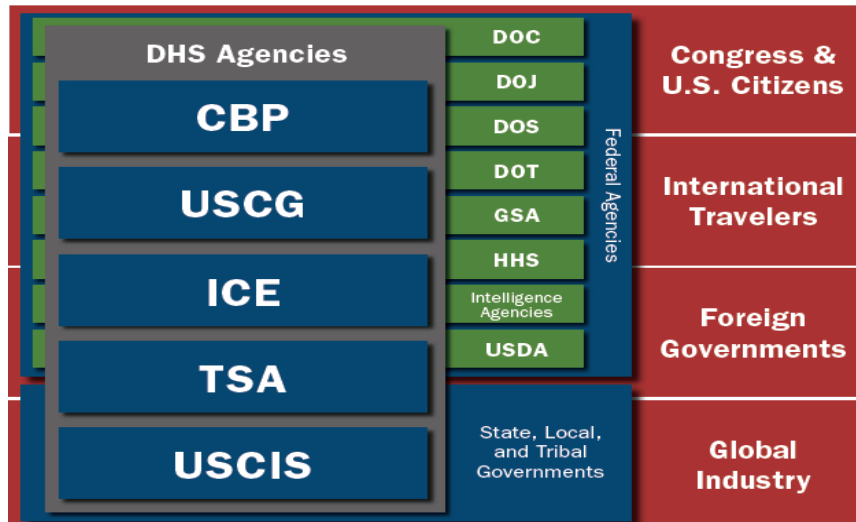 DHS Agencies
CBP
USCG
ICE
TSA
USCIS
DOC
DOJ
DOS
DOT
GSA
HHS
Intelligence
Agencies
USDA
Federal Agencies
State, Local,
and Tribal
Governments
Congress &
U.S. Citizens
International
Travelers
Foreign
Governments
Global
Industry